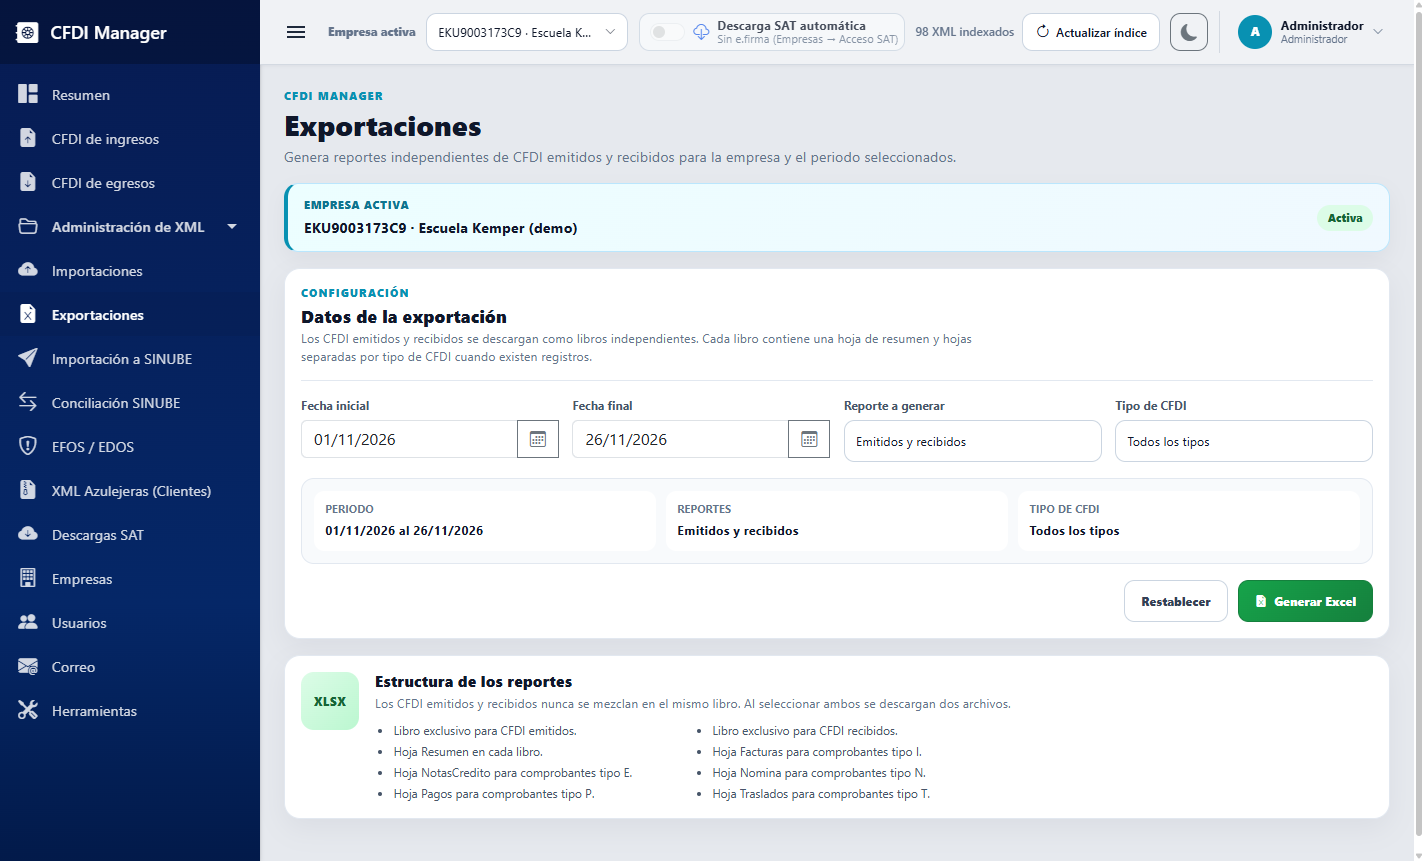 CFDI Manager
Resumen
CFDI de ingresos
CFDI de egresos
Administración de XML
Importaciones
Exportaciones
Importación a SINUBE
Conciliación SINUBE
EFOS / EDOS
XML Azulejeras (Clientes)
Descargas SAT
Empresas
Usuarios
Correo
Herramientas
Empresa activa
EKU9003173C9 · Escuela K...
Descarga SAT automática
Sin e.firma (Empresas → Acceso SAT)
98 XML indexados
Actualizar índice
A
Administrador
Administrador
CFDI MANAGER
Exportaciones
Genera reportes independientes de CFDI emitidos y recibidos para la empresa y el periodo seleccionados.
EMPRESA ACTIVA
EKU9003173C9 · Escuela Kemper (demo)
Activa
CONFIGURACIÓN
Datos de la exportación
Los CFDI emitidos y recibidos se descargan como libros independientes. Cada libro contiene una hoja de resumen y hojas
separadas por tipo de CFDI cuando existen registros.
Fecha inicial
01/11/2026
Fecha final
26/11/2026
Reporte a generar
Emitidos y recibidos
Tipo de CFDI
Todos los tipos
PERIODO
01/11/2026 al 26/11/2026
REPORTES
Emitidos y recibidos
TIPO DE CFDI
Todos los tipos
Restablecer
Generar Excel
XLSX
Estructura de los reportes
Los CFDI emitidos y recibidos nunca se mezclan en el mismo libro. Al seleccionar ambos se descargan dos archivos.
• Libro exclusivo para CFDI emitidos.
• Libro exclusivo para CFDI recibidos.
• Hoja Resumen en cada libro.
• Hoja Facturas para comprobantes tipo I.
• Hoja NotasCredito para comprobantes tipo E.
• Hoja Nomina para comprobantes tipo N.
• Hoja Pagos para comprobantes tipo P.
• Hoja Traslados para comprobantes tipo T.